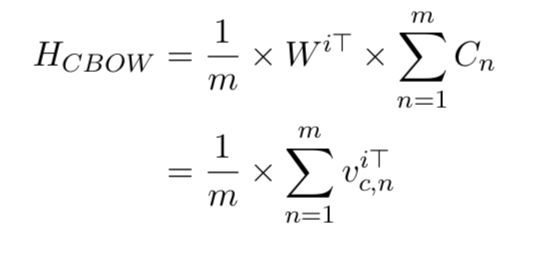 H_{CBOW} = \frac{1}{m} \times W^{i\top} \times \sum_{n=1}^{m} C_n
= \frac{1}{m} \times \sum_{n=1}^{m} v_{c,n}^{i\top}